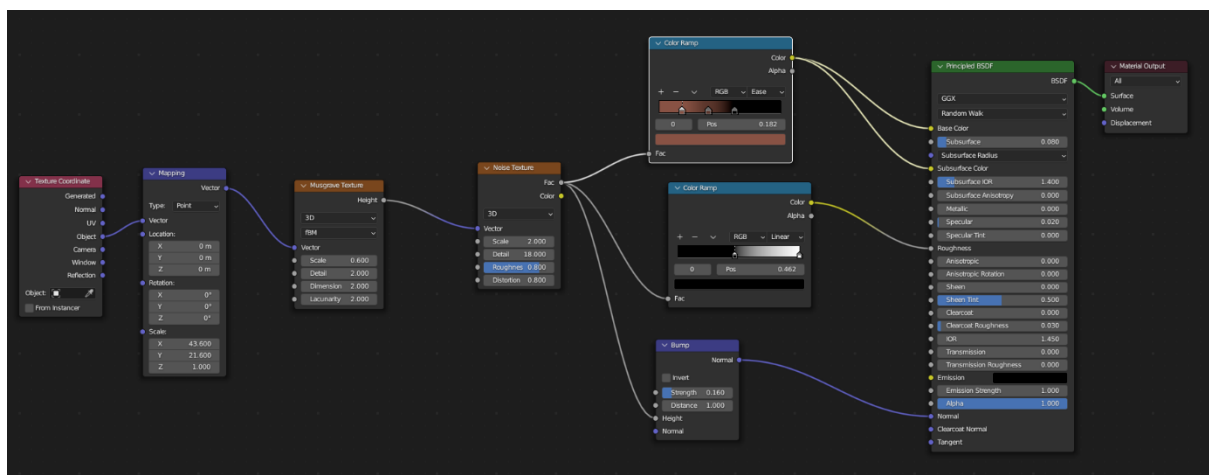 Texture Coordinate
Generated
Normal
UV
Object
Camera
Window
Reflection
Object:
From Instancer
Mapping
Vector
Type: Point
Vector
Location:
X 0 m
Y 0 m
Z 0 m
Rotation:
X 0°
Y 0°
Z 0°
Scale:
X 43.600
Y 21.600
Z 1.000
Musgrave Texture
Height
3D
fBM
Vector
Scale 0.600
Detail 2.000
Dimension 2.000
Lacunarity 2.000
Noise Texture
Fac
Color
3D
Vector
Scale 2.000
Detail 18.000
Roughnes 0.800
Distortion 0.800
Color Ramp
Color
Alpha
RGB Ease
0 Pos 0.182
Fac
Color Ramp
Color
Alpha
RGB Linear
0 Pos 0.462
Fac
Bump
Normal
Invert
Strength 0.160
Distance 1.000
Height
Normal
Principled BSDF
BSDF
GGX
Random Walk
Base Color
Subsurface 0.080
Subsurface Radius
Subsurface Color
Subsurface IOR 1.400
Subsurface Anisotropy 0.000
Metallic 0.000
Specular 0.020
Specular Tint 0.000
Roughness
Anisotropic 0.000
Anisotropic Rotation 0.000
Sheen 0.000
Sheen Tint 0.500
Clearcoat 0.000
Clearcoat Roughness 0.030
IOR 1.450
Transmission 0.000
Transmission Roughness 0.000
Emission
Emission Strength 1.000
Alpha 1.000
Normal
Clearcoat Normal
Tangent
Material Output
All
Surface
Volume
Displacement